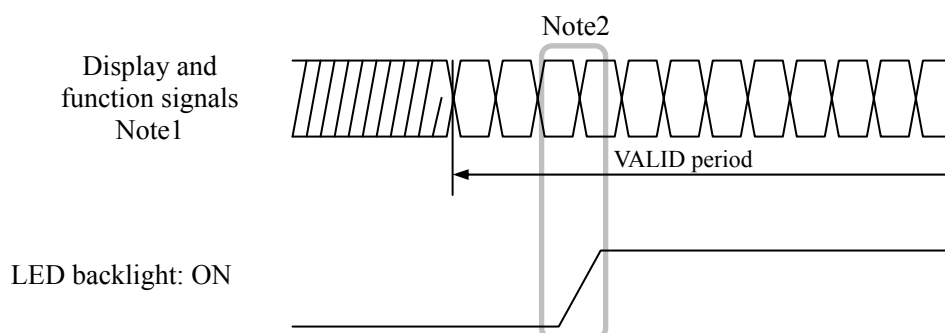 Note2
Display and
function signals
Note1
VALID period
LED backlight: ON